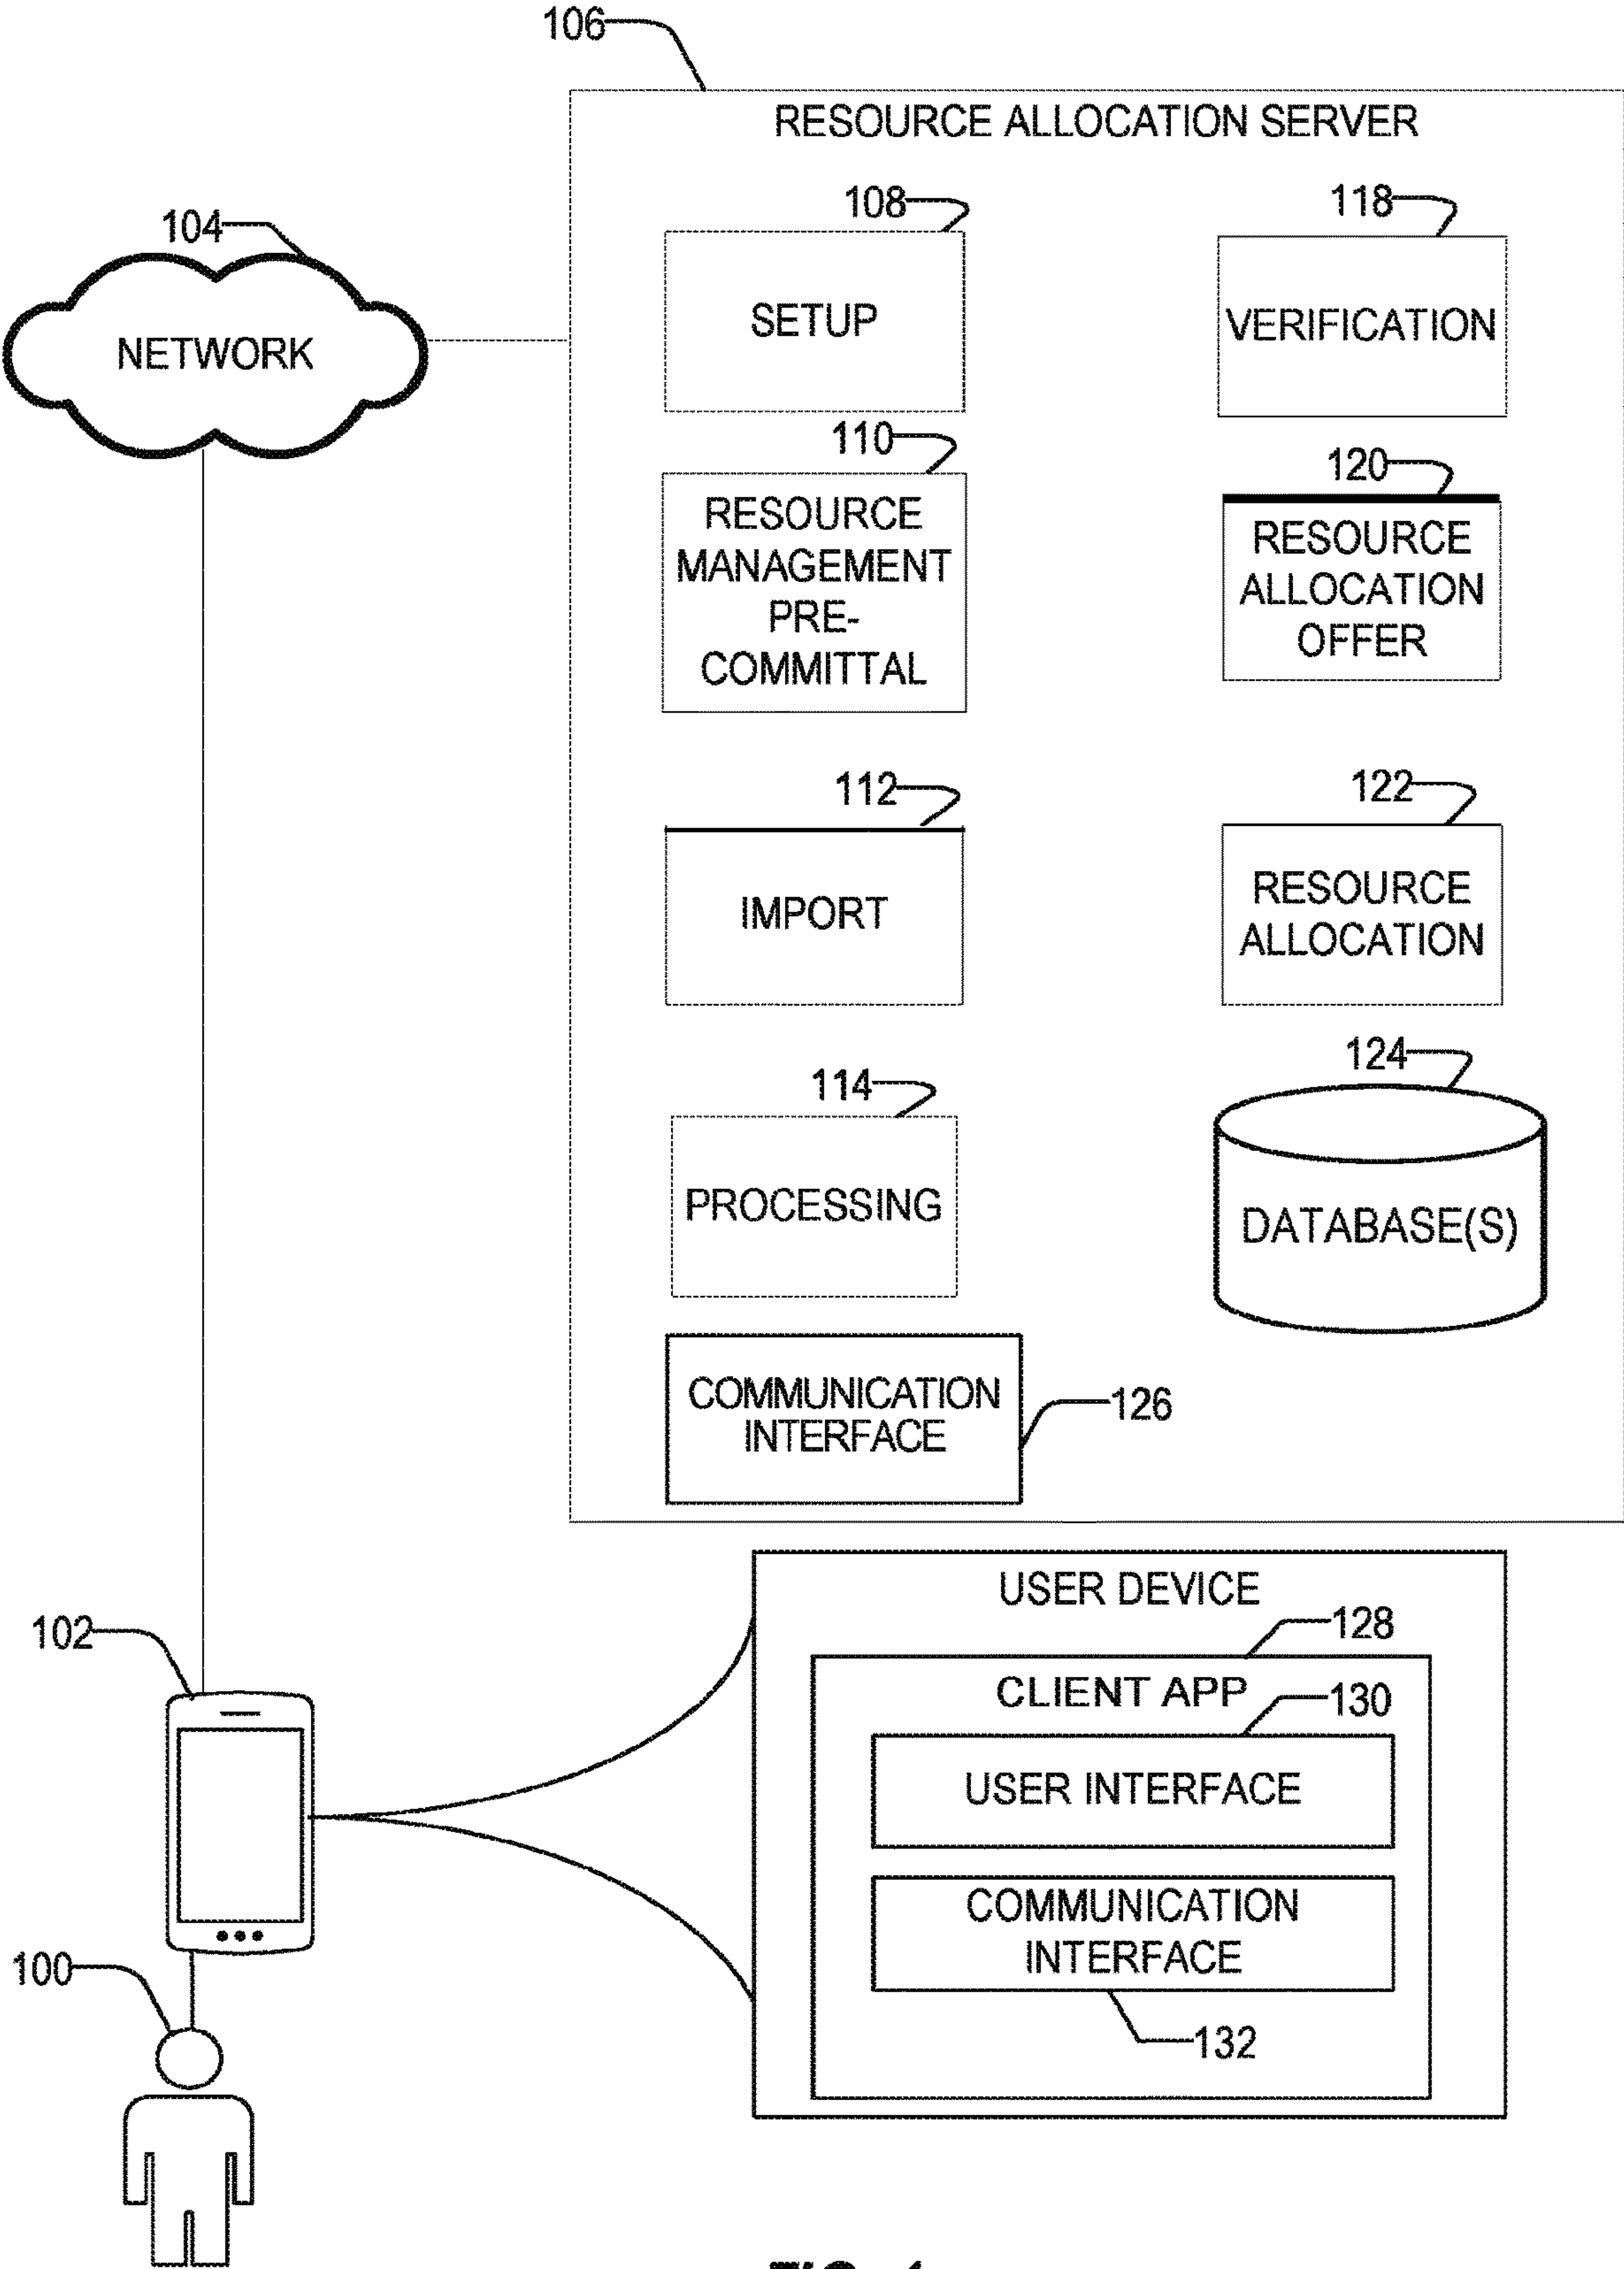 106
RESOURCE ALLOCATION SERVER
104
NETWORK
108
SETUP
118
VERIFICATION
110
RESOURCE
MANAGEMENT
PRE-
COMMITTAL
120
RESOURCE
ALLOCATION
OFFER
112
IMPORT
122
RESOURCE
ALLOCATION
114
PROCESSING
124
DATABASE(S)
COMMUNICATION
INTERFACE
126
USER DEVICE
102
128
CLIENT APP
130
USER INTERFACE
COMMUNICATION
INTERFACE
132
100